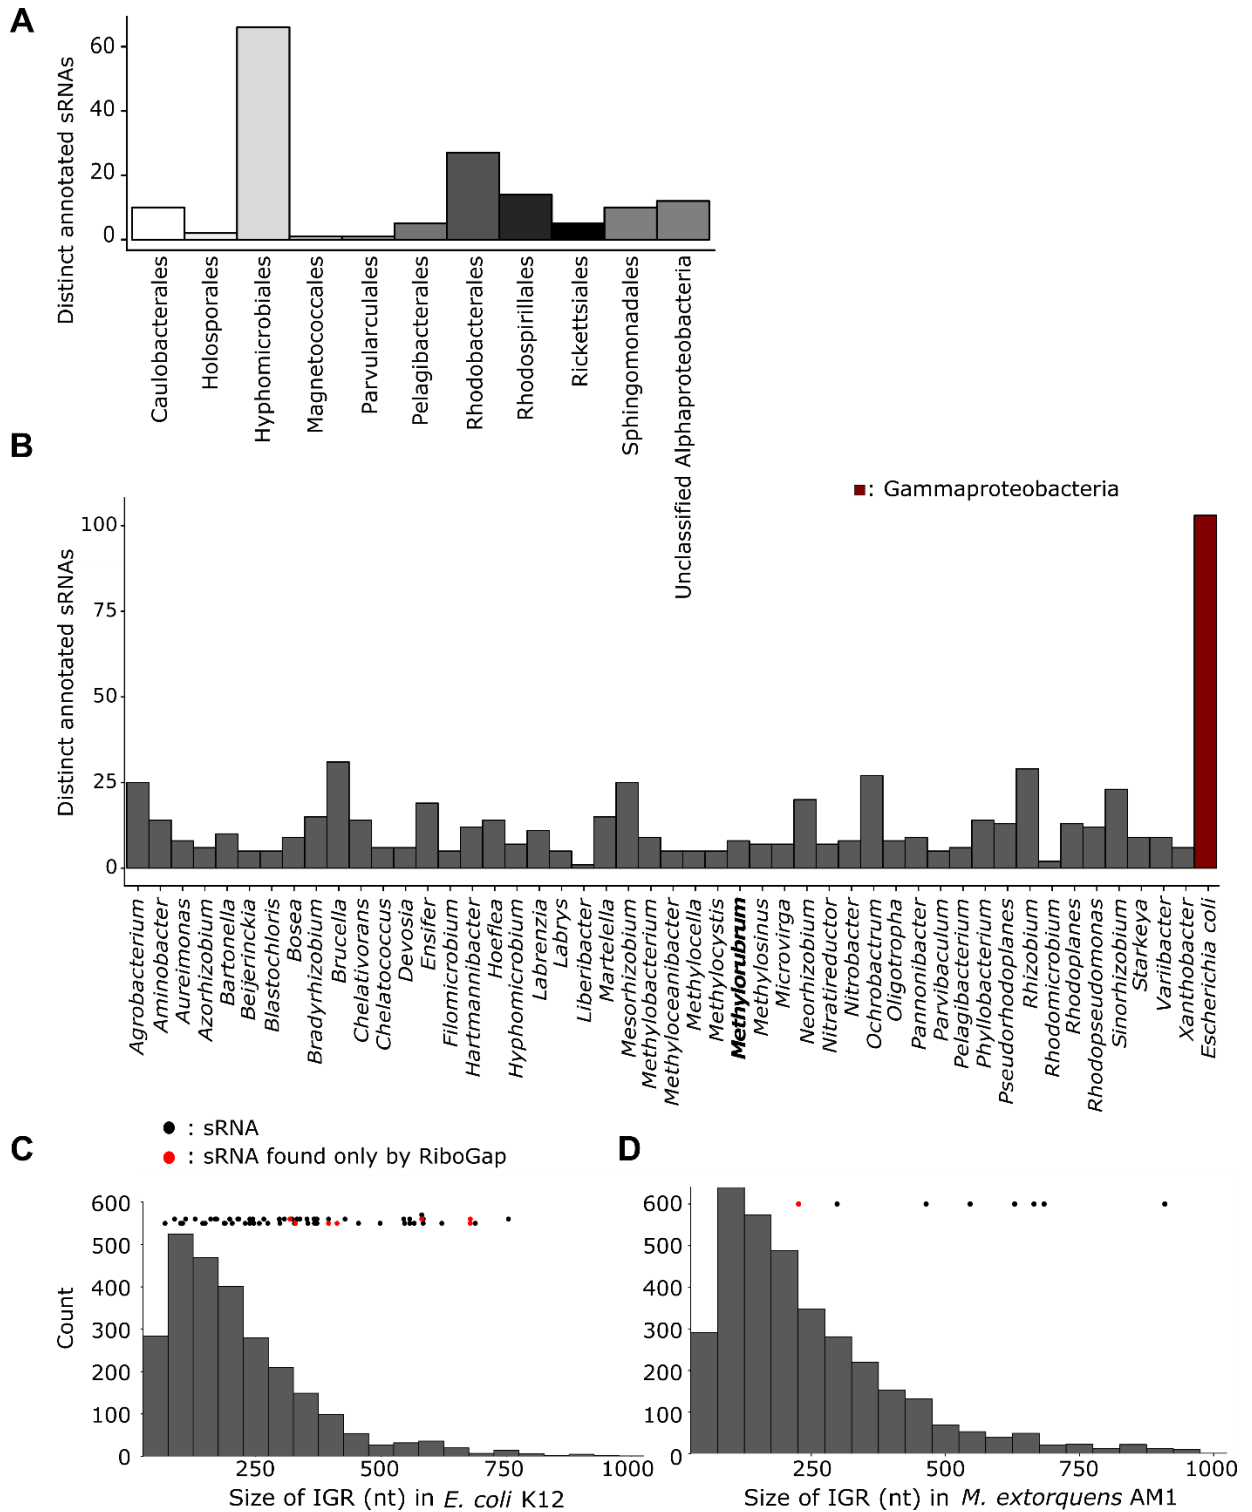 A
Distinct annotated sRNAs
60
40
20
0
Caulobacterales
Holosporales
Hyphomicrobiales
Magnetococcales
Parvularculales
Pelagibacterales
Rhodobacterales
Rhodospirillales
Rickettsiales
Sphingomonadales
Unclassified Alphaproteobacteria
B
: Gammaproteobacteria
Distinct annotated sRNAs
100
75
50
25
0
Agrobacterium
Aminobacter
Aureimonas
Azorhizobium
Bartonella
Beijerinckia
Blastochloris
Bosea
Bradyrhizobium
Brucella
Chelativorans
Chelatococcus
Devosia
Ensifer
Filomicrobium
Hartmannibacter
Hoeflea
Hyphomicrobium
Labrenzia
Labrys
Liberibacter
Martelella
Mesorhizobium
Methylobacterium
Methyloceanibacter
Methylocella
Methylocystis
Methylorubrum
Methylosinus
Microvirga
Neorhizobium
Nitratireductor
Nitrobacter
Ochrobactrum
Oligotropha
Pannonibacter
Parvibaculum
Pelagibacterium
Phyllobacterium
Pseudorhodoplanes
Rhizobium
Rhodomicrobium
Rhodoplanes
Rhodopseudomonas
Sinorhizobium
Starkeya
Variibacter
Xanthobacter
Escherichia coli
: sRNA
: sRNA found only by RiboGap
C
Count
600
500
400
300
200
100
0
250
500
750
1000
Size of IGR (nt) in E. coli K12
D
600
500
400
300
200
100
0
250
500
750
1000
Size of IGR (nt) in M. extorquens AM1